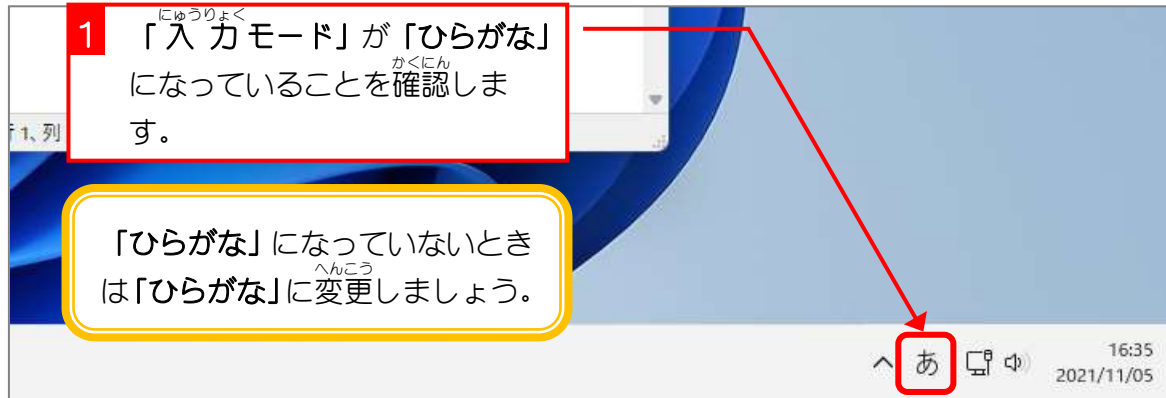 1
にゅうりょく
「入力モード」が「ひらがな」
かくにん
になっていることを確認しま
す。
行 1、列
「ひらがな」になっていないとき
へんこう
は「ひらがな」に変更しましょう。
あ
16:35
2021/11/05